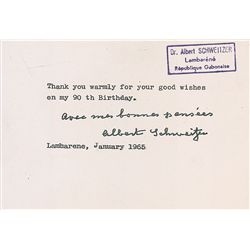 Dr. Albert SCHWEITZER
Lambaréné
République Gabonaise
Thank you warmly for your good wishes
on my 90 th Birthday.
Avec mes bonnes pensées
Albert Schweitzer
Lambarene, January 1965